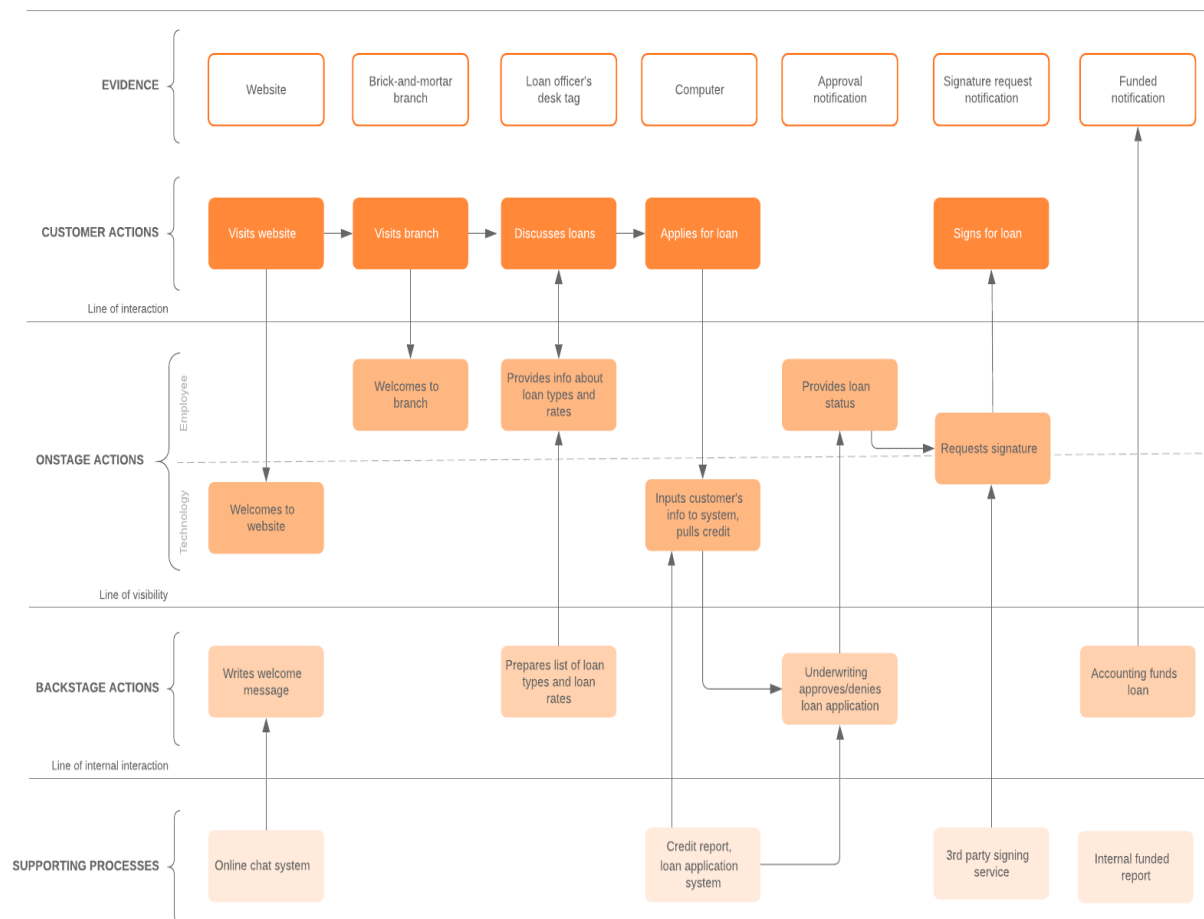 EVIDENCE
Website
Brick-and-mortar
branch
Loan officer's
desk tag
Computer
Approval
notification
Signature request
notification
Funded
notification
CUSTOMER ACTIONS
Visits website
Visits branch
Discusses loans
Applies for loan
Signs for loan
Line of interaction
ONSTAGE ACTIONS
Employee
Technology
Welcomes to
branch
Provides info about
loan types and
rates
Provides loan
status
Requests signature
Welcomes to
website
Inputs customer's
info to system,
pulls credit
Line of visibility
BACKSTAGE ACTIONS
Writes welcome
message
Prepares list of loan
types and loan
rates
Underwriting
approves/denies
loan application
Accounting funds
loan
Line of internal interaction
SUPPORTING PROCESSES
Online chat system
Credit report,
loan application
system
3rd party signing
service
Internal funded
report